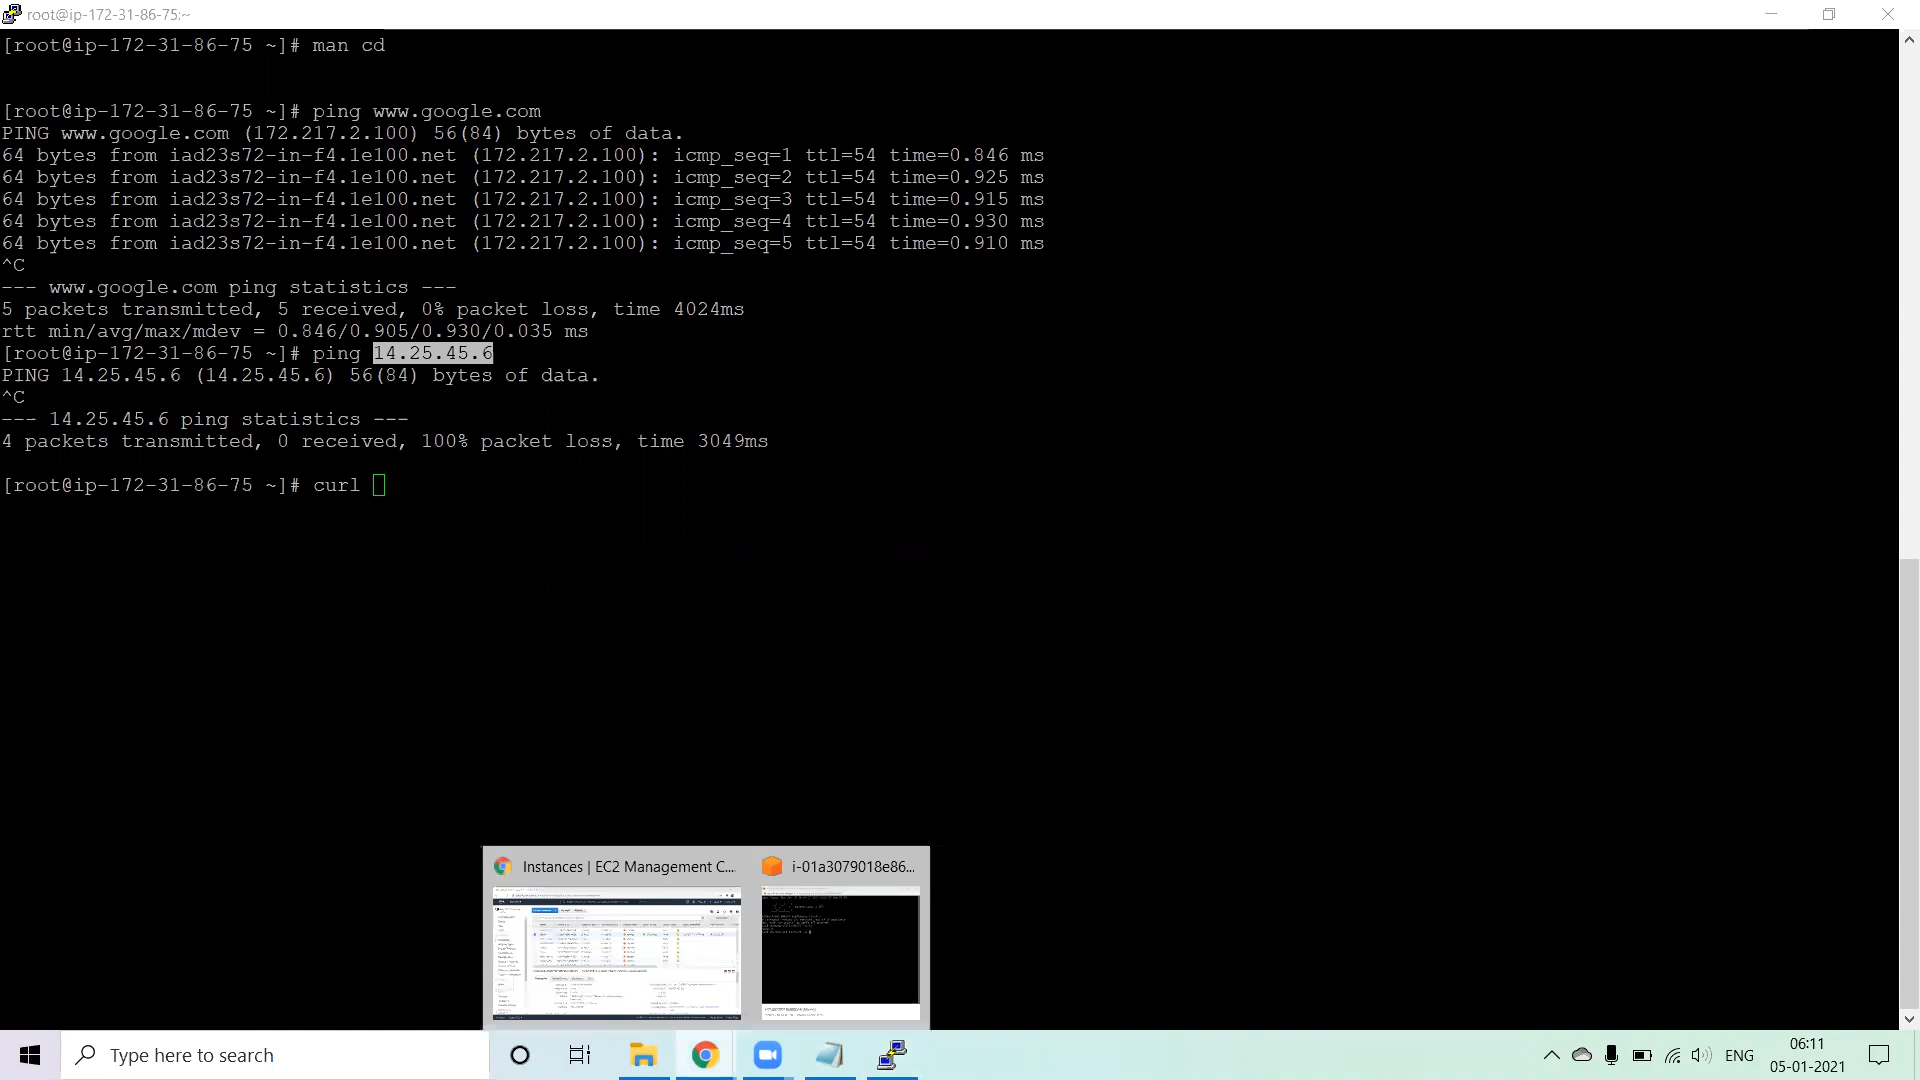 root@ip-172-31-86-75:~
[root@ip-172-31-86-75 ~]# man cd
[root@ip-172-31-86-75 ~]# ping www.google.com
PING www.google.com (172.217.2.100) 56(84) bytes of data.
64 bytes from iad23s72-in-f4.1e100.net (172.217.2.100): icmp_seq=1 ttl=54 time=0.846 ms
64 bytes from iad23s72-in-f4.1e100.net (172.217.2.100): icmp_seq=2 ttl=54 time=0.925 ms
64 bytes from iad23s72-in-f4.1e100.net (172.217.2.100): icmp_seq=3 ttl=54 time=0.915 ms
64 bytes from iad23s72-in-f4.1e100.net (172.217.2.100): icmp_seq=4 ttl=54 time=0.930 ms
64 bytes from iad23s72-in-f4.1e100.net (172.217.2.100): icmp_seq=5 ttl=54 time=0.910 ms
^C
--- www.google.com ping statistics ---
5 packets transmitted, 5 received, 0% packet loss, time 4024ms
rtt min/avg/max/mdev = 0.846/0.905/0.930/0.035 ms
[root@ip-172-31-86-75 ~]# ping 14.25.45.6
PING 14.25.45.6 (14.25.45.6) 56(84) bytes of data.
^C
--- 14.25.45.6 ping statistics ---
4 packets transmitted, 0 received, 100% packet loss, time 3049ms
[root@ip-172-31-86-75 ~]# curl
Instances | EC2 Management C...
i-01a3079018e86...
Type here to search
ENG
06:11
05-01-2021